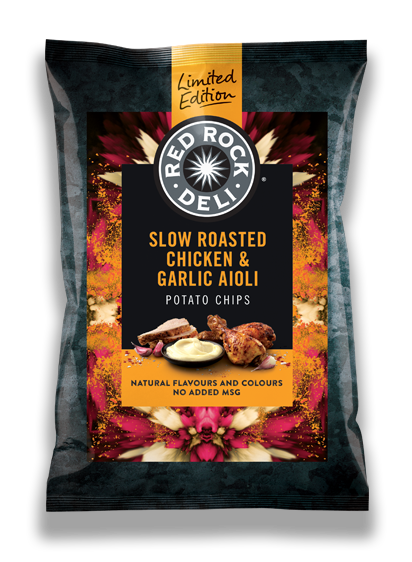 Limited
Edition
RED ROCK
DELI
®
SLOW ROASTED
CHICKEN &
GARLIC AIOLI
POTATO CHIPS
NATURAL FLAVOURS AND COLOURS
NO ADDED MSG